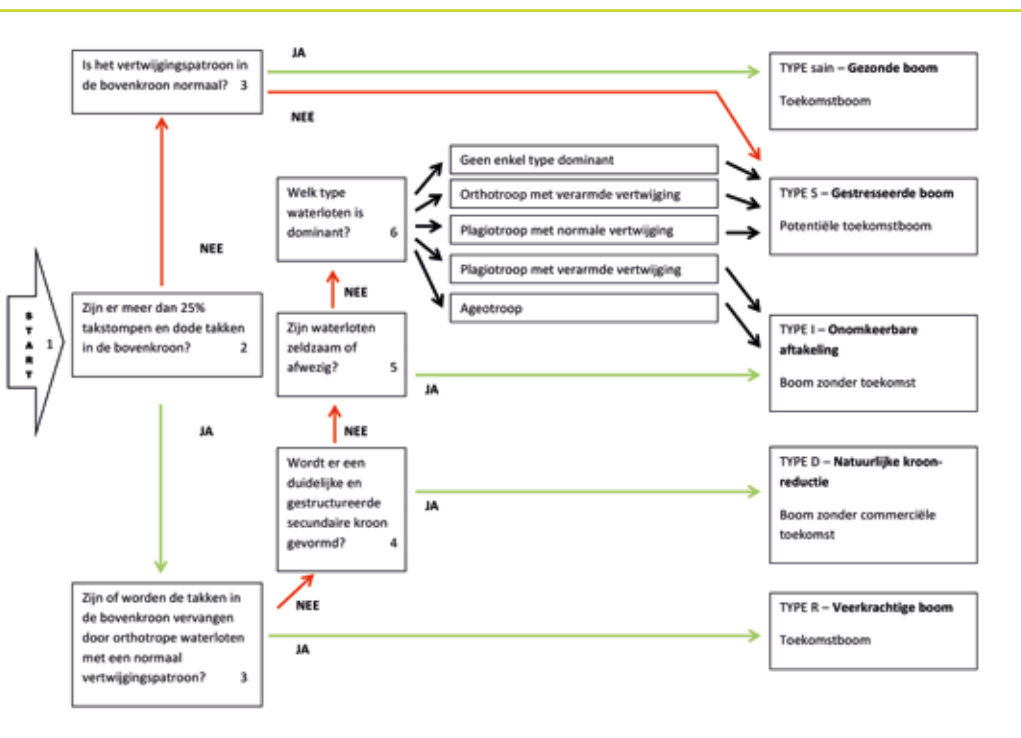 JA
Is het vertwijgingspatroon in
de bovenkroon normaal? 3
NEE
TYPE sain – Gezonde boom
Toekomstboom
Geen enkel type dominant
Orthotroop met verarmde vertwijging
Plagiotroop met normale vertwijging
Plagiotroop met verarmde vertwijging
Ageotroop
Welk type
waterloten is
dominant? 6
TYPE S – Gestresseerde boom
Potentiële toekomstboom
NEE
NEE
START 1
Zijn er meer dan 25%
takstompen en dode takken
in de bovenkroon? 2
Zijn waterloten
zeldzaam of
afwezig? 5
JA
TYPE I – Onomkeerbare
aftakeling
Boom zonder toekomst
JA
NEE
Wordt er een
duidelijke en
gestructureerde
secundaire kroon
gevormd? 4
JA
TYPE D – Natuurlijke kroon-
reductie
Boom zonder commerciële
toekomst
Zijn of worden de takken in
de bovenkroon vervangen
door orthotrope waterloten
met een normaal
vertwijgingspatroon? 3
NEE
JA
TYPE R – Veerkrachtige boom
Toekomstboom